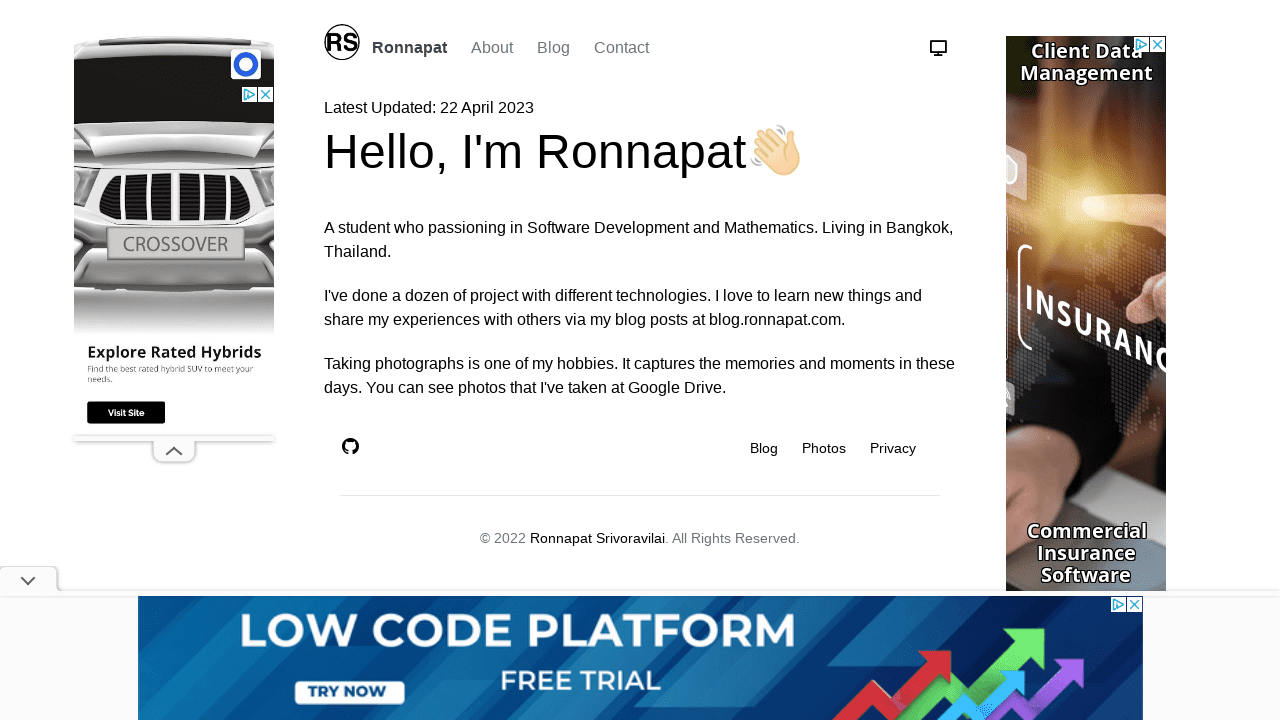 RS
Ronnapat
About
Blog
Contact
Latest Updated: 22 April 2023
Hello, I'm Ronnapat👋🏼
A student who passioning in Software Development and Mathematics. Living in Bangkok,
Thailand.
I've done a dozen of project with different technologies. I love to learn new things and
share my experiences with others via my blog posts at blog.ronnapat.com.
Taking photographs is one of my hobbies. It captures the memories and moments in these
days. You can see photos that I've taken at Google Drive.
Blog
Photos
Privacy
© 2022 Ronnapat Srivoravilai. All Rights Reserved.
CROSSOVER
Explore Rated Hybrids
Find the best rated hybrid SUV to meet your
needs.
Visit Site
Client Data
Management
INSURANC
Commercial
Insurance
Software
LOW CODE PLATFORM
FREE TRIAL
TRY NOW